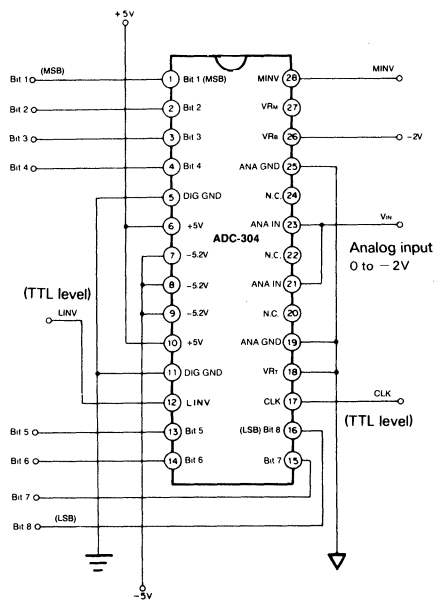 +5V
Bit 1 (MSB) 1 Bit 1 (MSB) MINV 28 MINV
Bit 2 2 Bit 2 VRM 27
Bit 3 3 Bit 3 VRB 26 -2V
Bit 4 4 Bit 4 ANA GND 25
5 DIG GND N.C. 24
6 +5V ANA IN 23 VIN
ADC-304
7 -5.2V N.C. 22 Analog input
0 to -2V
8 -5.2V ANA IN 21
(TTL level)
9 -5.2V N.C. 20
LINV
10 +5V ANA GND 19
11 DIG GND VRT 18
12 LINV CLK 17 CLK
(TTL level)
Bit 5 13 Bit 5 (LSB) Bit 8 16
Bit 6 14 Bit 6 Bit 7 15
Bit 7
Bit 8 (LSB)
-5V